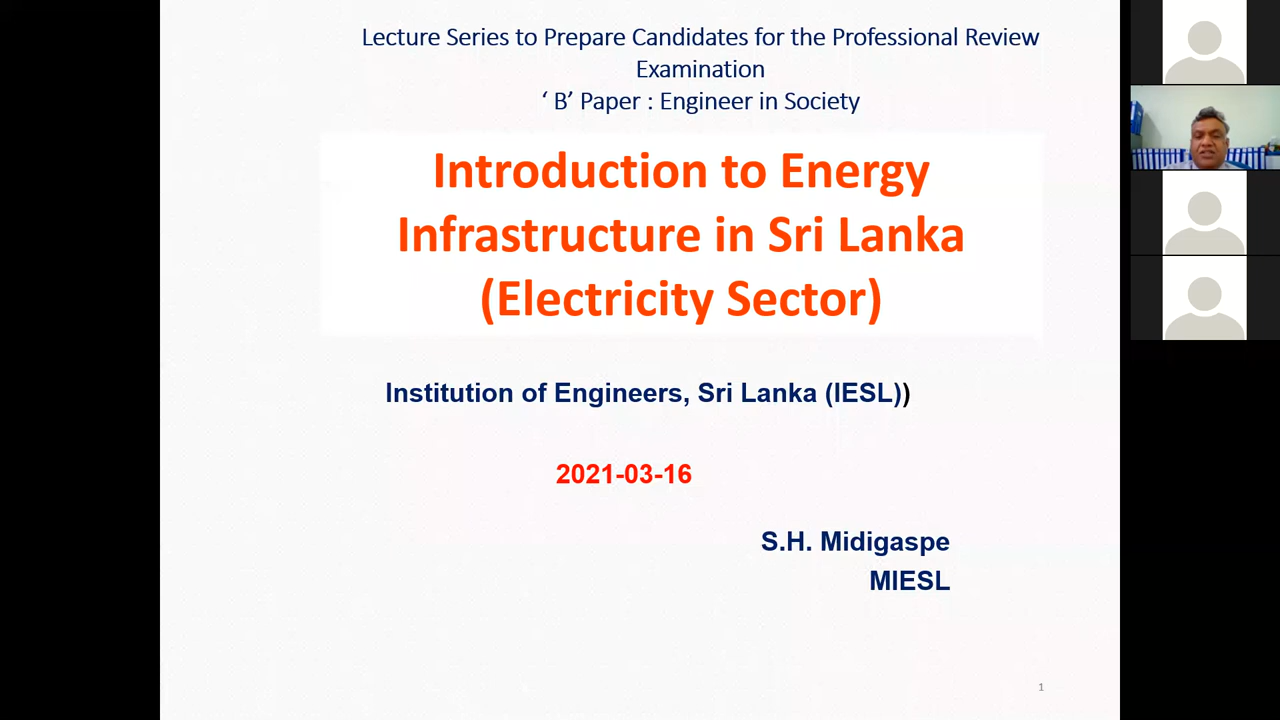 Lecture Series to Prepare Candidates for the Professional Review
Examination
‘ B’ Paper : Engineer in Society
Introduction to Energy
Infrastructure in Sri Lanka
(Electricity Sector)
Institution of Engineers, Sri Lanka (IESL))
2021-03-16
S.H. Midigaspe
MIESL
1